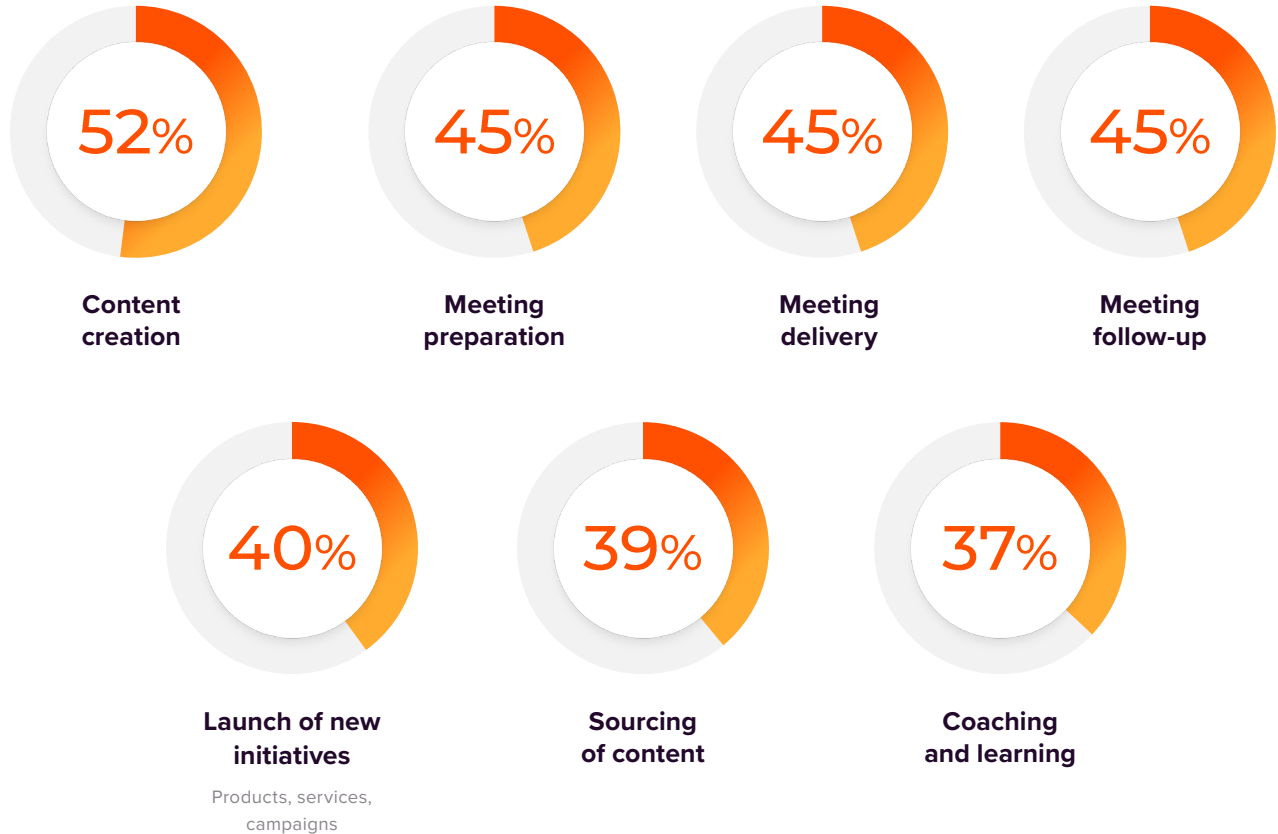 52%
45%
45%
45%
Content
creation
Meeting
preparation
Meeting
delivery
Meeting
follow-up
40%
39%
37%
Launch of new
initiatives
Products, services,
campaigns
Sourcing
of content
Coaching
and learning